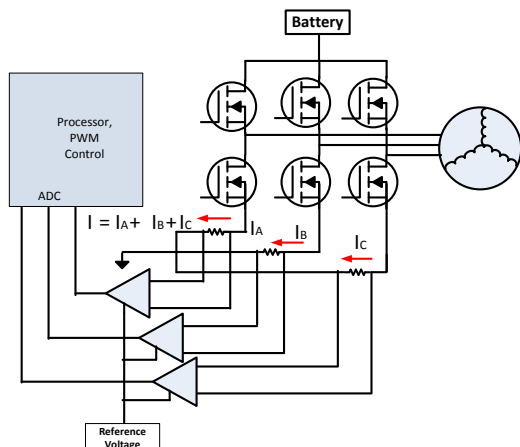 Battery
Processor,
PWM
Control
ADC
I = IA+ IB+IC
IA
IB
IC
Reference
Voltage